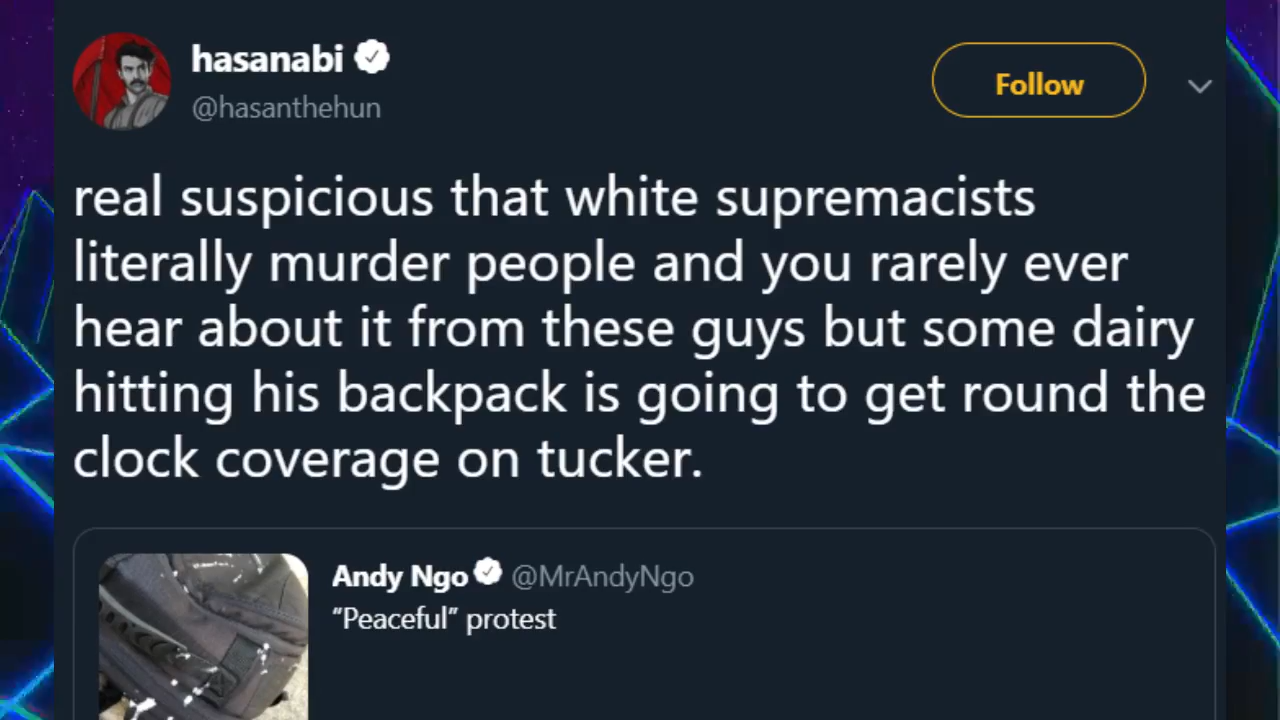 hasanabi
@hasanthehun
Follow
real suspicious that white supremacists
literally murder people and you rarely ever
hear about it from these guys but some dairy
hitting his backpack is going to get round the
clock coverage on tucker.
Andy Ngo @MrAndyNgo
“Peaceful” protest